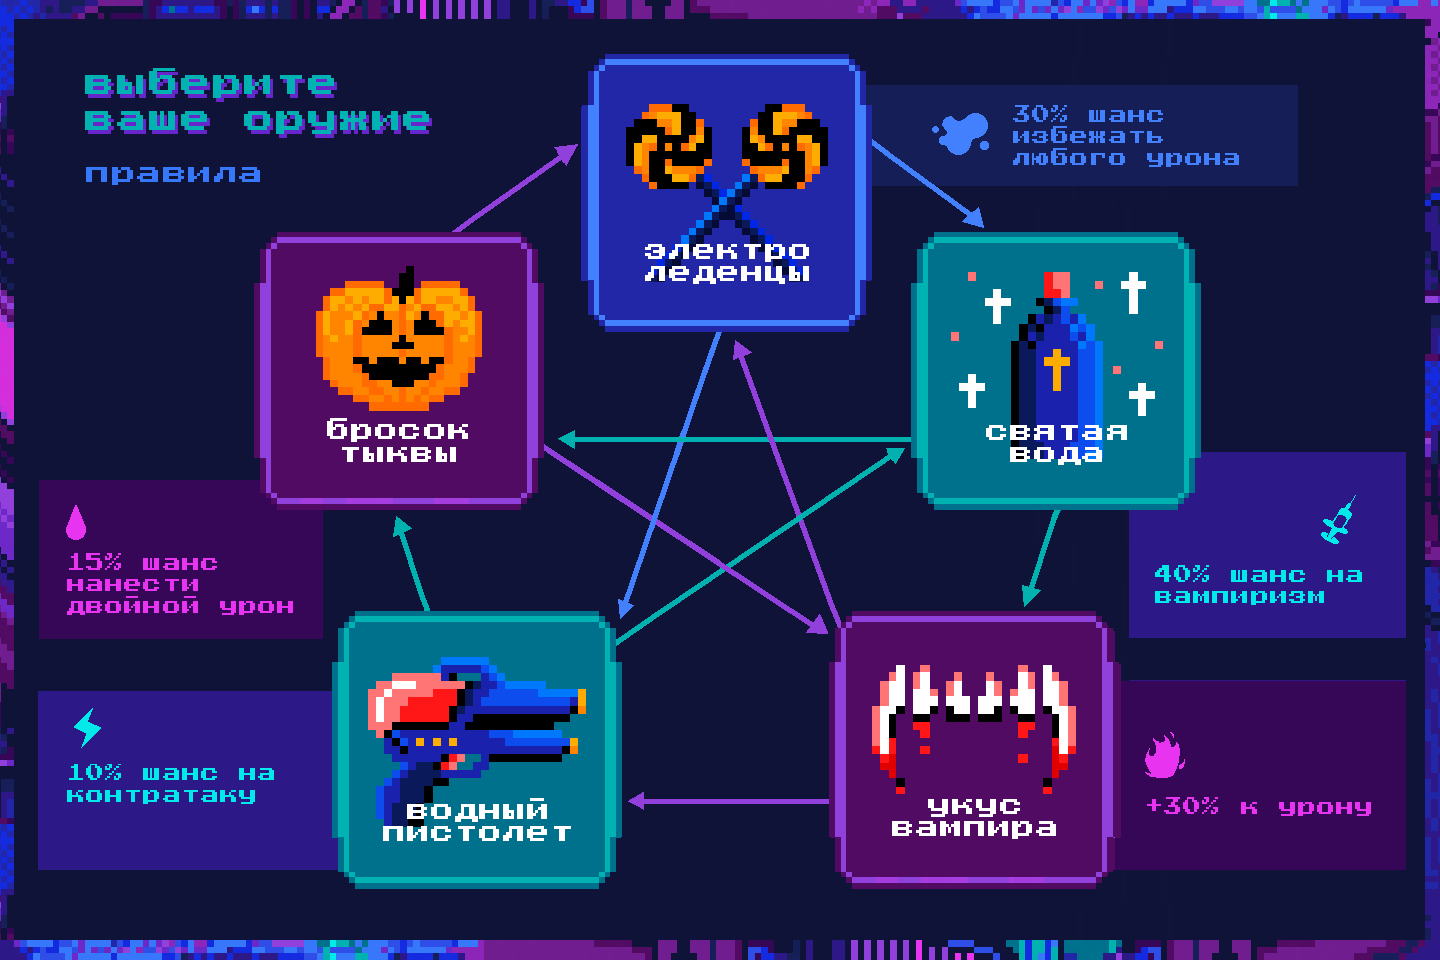 выберите
ваше оружие
правила
электро
леденцы
30% шанс
избежать
любого урона
бросок
тыквы
святая
вода
15% шанс
нанести
двойной урон
40% шанс на
вампиризм
10% шанс на
контратаку
водный
пистолет
укус
вампира
+30% к урону